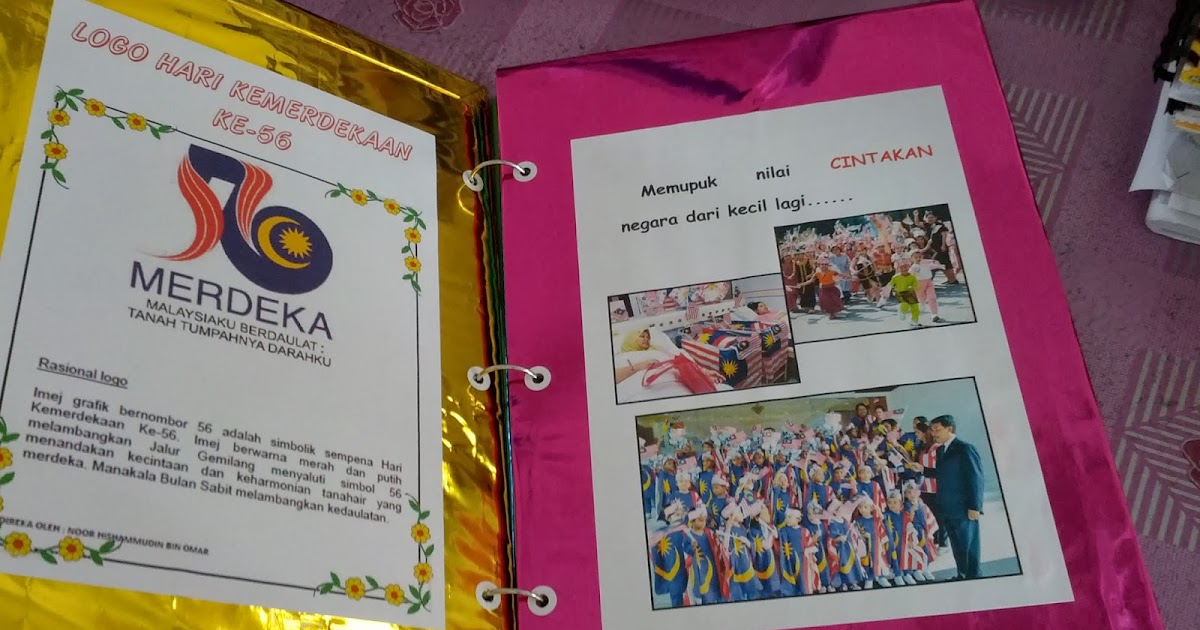 LOGO HARI KEMERDEKAAN
KE-56
56
MERDEKA
MALAYSIAKU BERDAULAT :
TANAH TUMPAHNYA DARAHKU
Rasional logo
Imej grafik bernombor 56 adalah simbolik sempena Hari
Kemerdekaan Ke-56. Imej berwarna merah dan putih
melambangkan Jalur Gemilang menyaluti simbol 56
menandakan kecintaan dan keharmonian tanahair yang
merdeka. Manakala Bulan Sabit melambangkan kedaulatan.
DIREKA OLEH : NOOR HISHAMMUDIN BIN OMAR
Memupuk nilai CINTAKAN
negara dari kecil lagi......